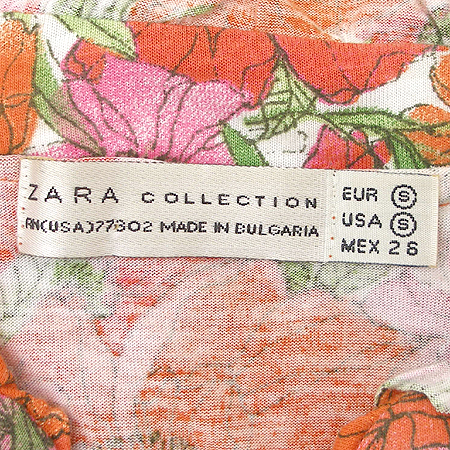 ZARA COLLECTION
RN(USA)77302 MADE IN BULGARIA
EUR S
USA S
MEX 26